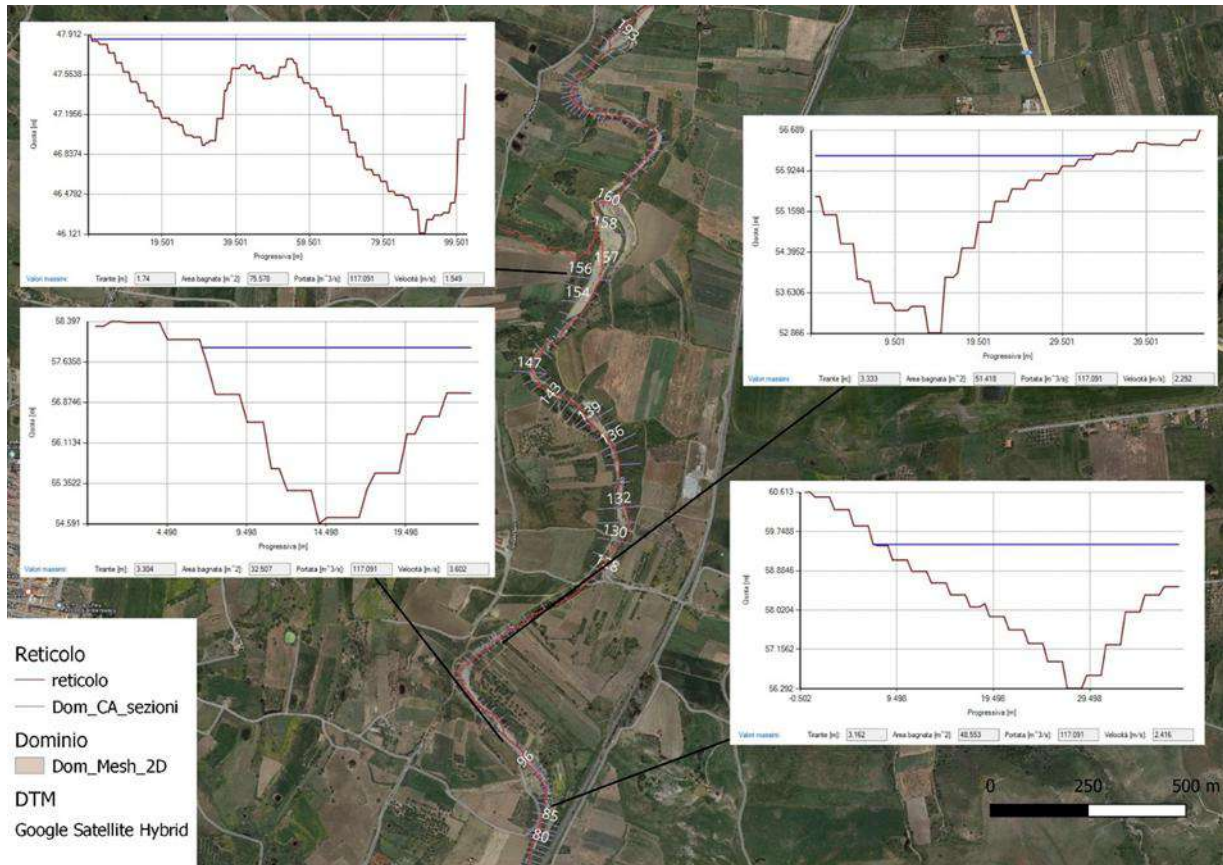 47.912
47.5538
47.1956
46.8374
46.4792
46.121
Quota [m]
19.501 39.501 59.501 79.501 99.501
Progressiva [m]
Valori massimi: Tirante [m]: 1.74 Area bagnata [m^2]: 75.578 Portata [m^3/s]: 117.091 Velocità [m/s]: 1.549
58.397
57.6358
56.8746
56.1134
55.3522
54.591
Quota [m]
4.498 9.498 14.498 19.498
Progressiva [m]
Valori massimi: Tirante [m]: 3.304 Area bagnata [m^2]: 32.507 Portata [m^3/s]: 117.091 Velocità [m/s]: 3.602
56.689
55.9244
55.1598
54.3952
53.6306
52.866
Quota [m]
9.501 19.501 29.501 39.501
Progressiva [m]
Valori massimi: Tirante [m]: 3.333 Area bagnata [m^2]: 51.418 Portata [m^3/s]: 117.091 Velocità [m/s]: 2.282
60.613
59.7488
58.8846
58.0204
57.1562
56.292
Quota [m]
-0.502 9.498 19.498 29.498
Progressiva [m]
Valori massimi: Tirante [m]: 3.162 Area bagnata [m^2]: 48.553 Portata [m^3/s]: 117.091 Velocità [m/s]: 2.416
193
160
158
157
156
154
147
143
139
136
132
130
96
85
80
Reticolo
reticolo
Dom_CA_sezioni
Dominio
Dom_Mesh_2D
DTM
Google Satellite Hybrid
0 250 500 m